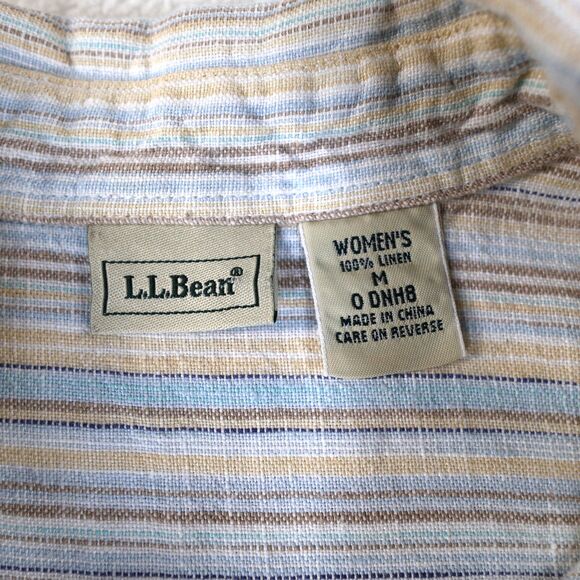 L.L.Bean®
WOMEN'S
100% LINEN
M
0 DNH8
MADE IN CHINA
CARE ON REVERSE